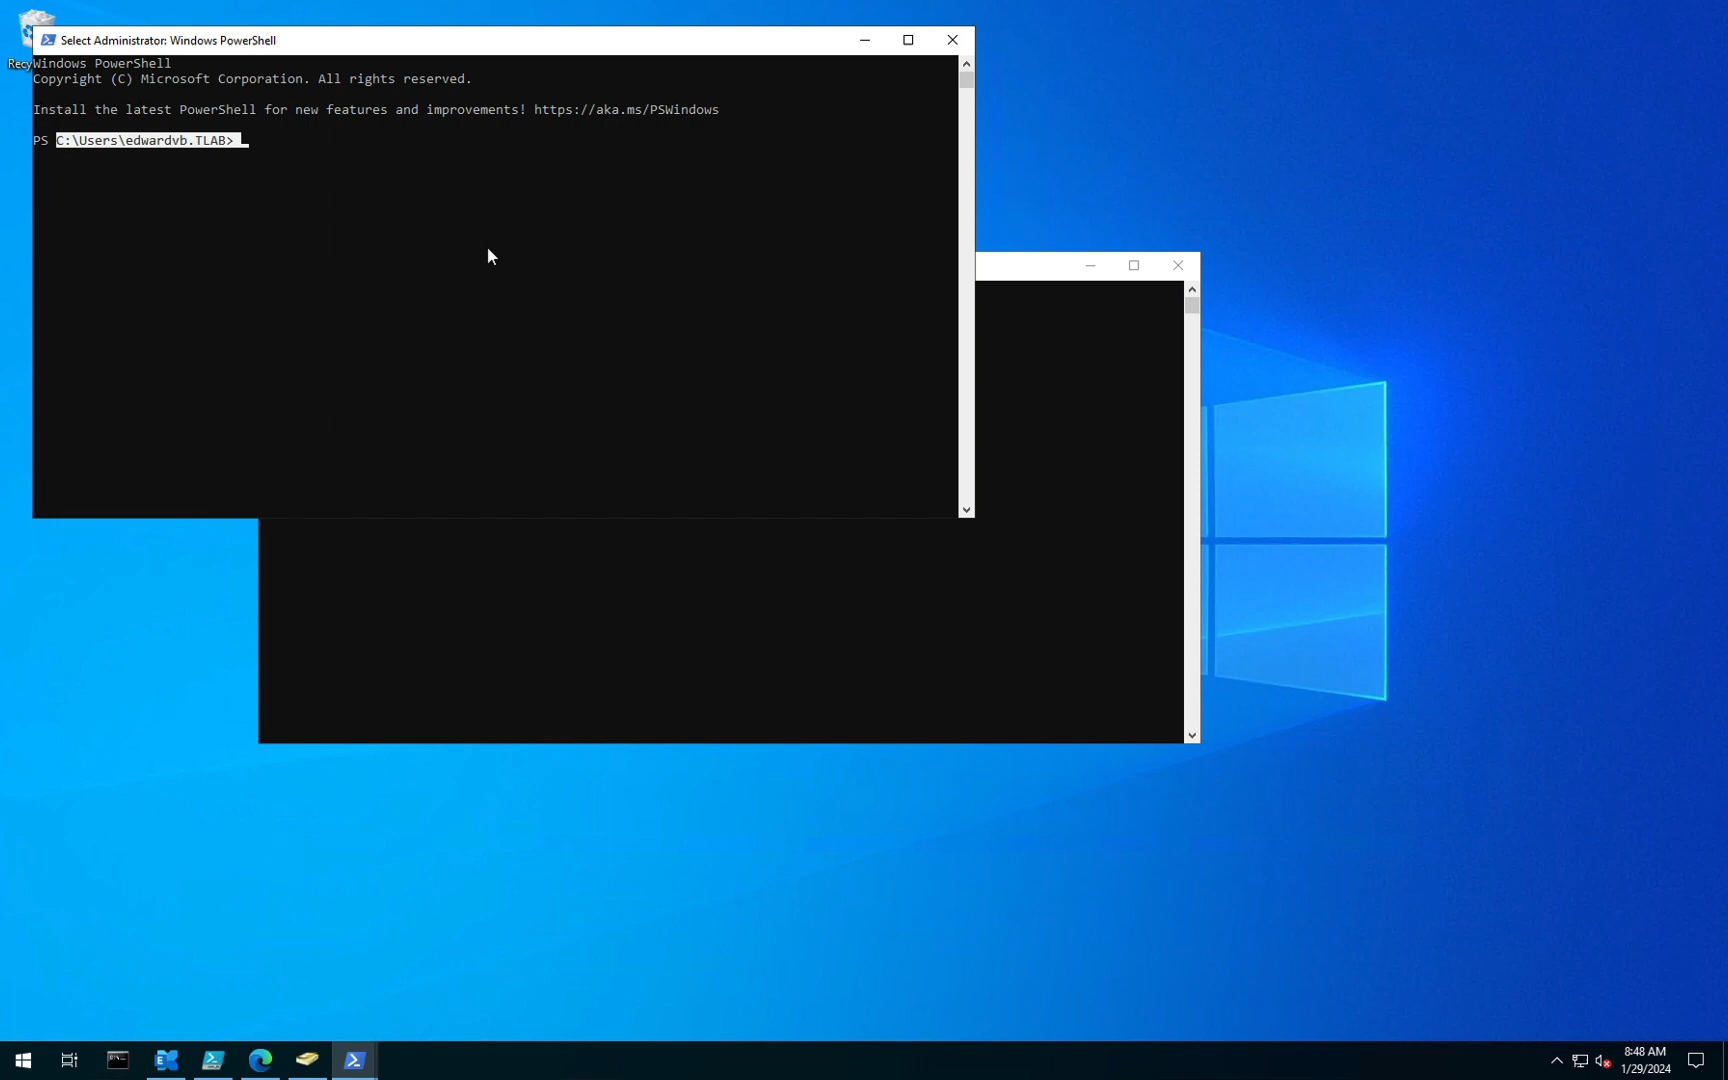 Select Administrator: Windows PowerShell
Recy
Windows PowerShell
Copyright (C) Microsoft Corporation. All rights reserved.
Install the latest PowerShell for new features and improvements! https://aka.ms/PSWindows
PS C:\Users\edwardvb.TLAB>
8:48 AM
1/29/2024